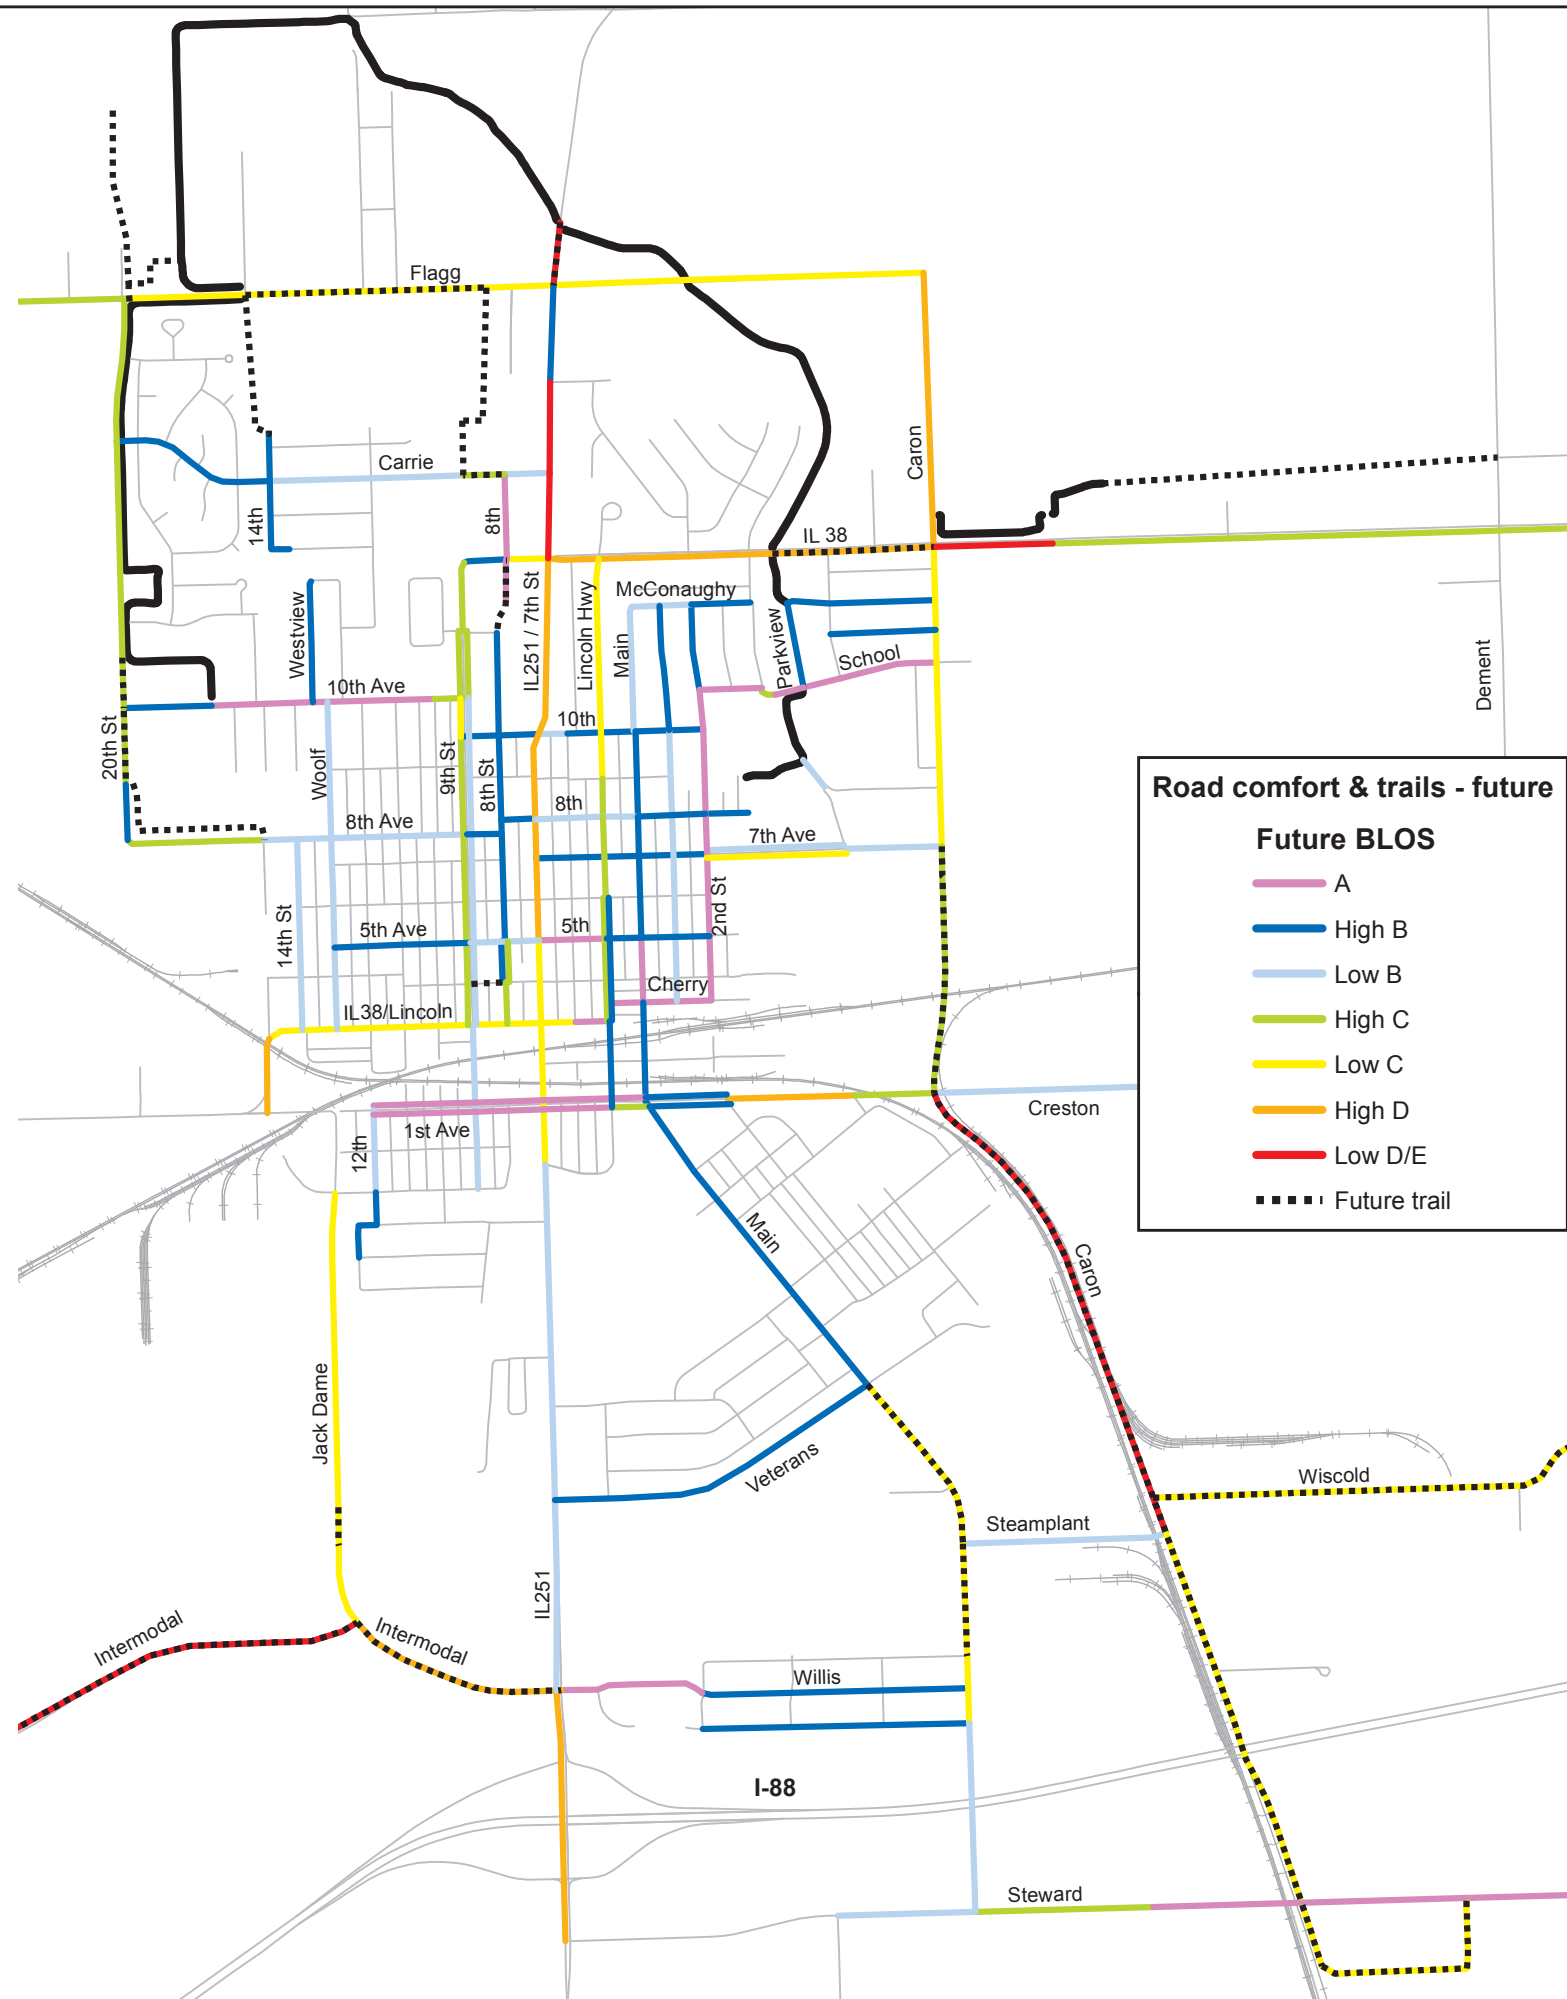 Flagg
Carrie
Caron
14th
8th
IL 38
IL251 / 7th St
Lincoln Hwy
McConaughy
Westview
Main
Parkview
School
10th Ave
Dement
20th St
Woolf
9th St
8th St
10th
8th
8th Ave
7th Ave
14th St
5th Ave
5th
2nd St
Cherry
IL38/Lincoln
Road comfort & trails - future
Future BLOS
A
High B
Low B
High C
Low C
High D
Low D/E
Future trail
Creston
1st Ave
12th
Main
Caron
Jack Dame
Veterans
Wiscold
Steamplant
IL251
Intermodal
Intermodal
Willis
I-88
Steward